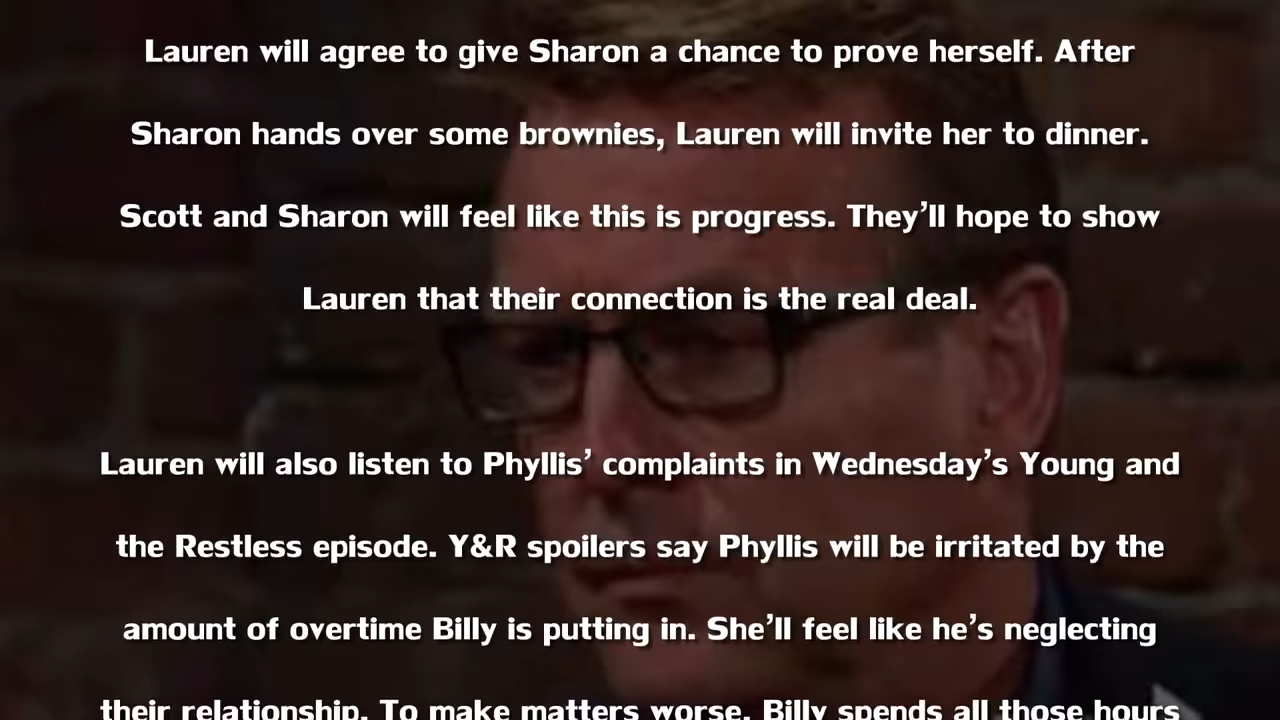 Lauren will agree to give Sharon a chance to prove herself. After
Sharon hands over some brownies, Lauren will invite her to dinner.
Scott and Sharon will feel like this is progress. They’ll hope to show
Lauren that their connection is the real deal.
Lauren will also listen to Phyllis’ complaints in Wednesday’s Young and
the Restless episode. Y&R spoilers say Phyllis will be irritated by the
amount of overtime Billy is putting in. She’ll feel like he’s neglecting
their relationship. To make matters worse, Billy spends all those hours